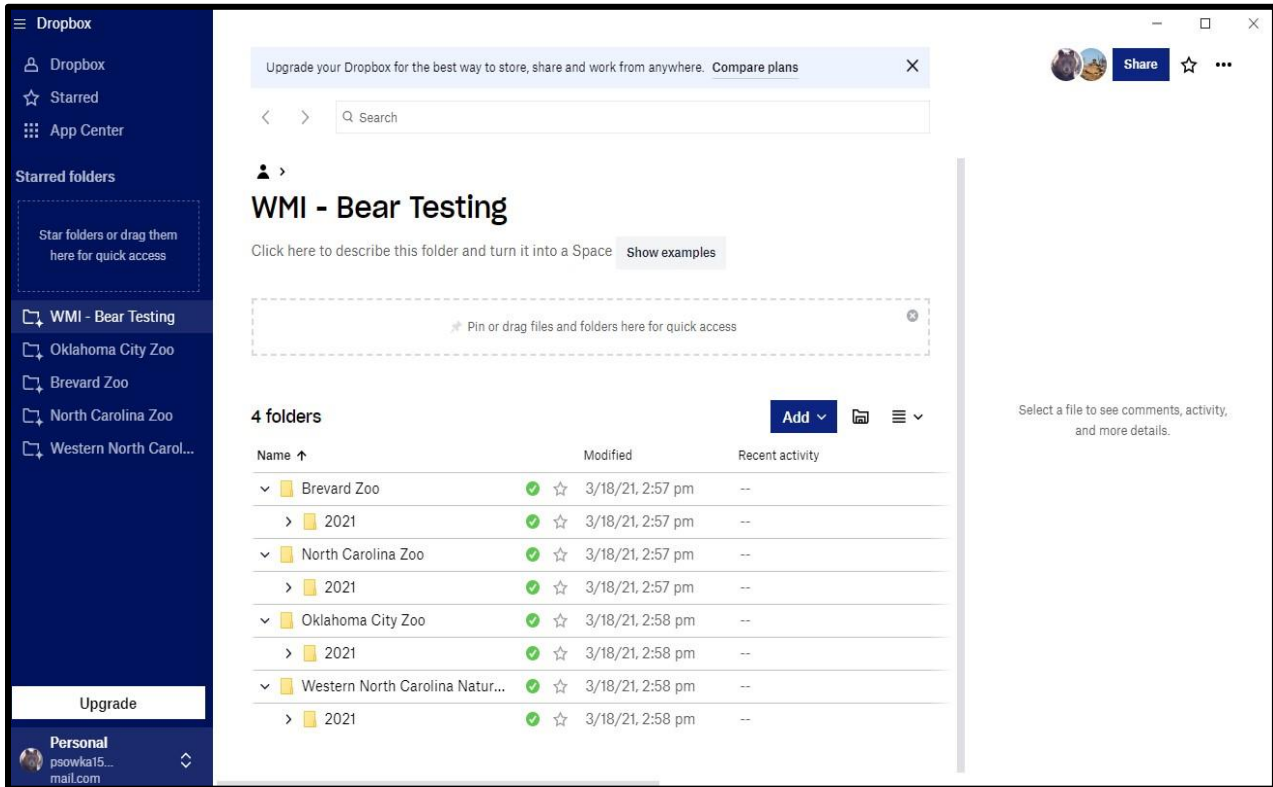 Dropbox
Dropbox
Starred
App Center
Starred folders
Star folders or drag them
here for quick access
WMI - Bear Testing
Oklahoma City Zoo
Brevard Zoo
North Carolina Zoo
Western North Carol...
Upgrade
Personal
psowka15...
mail.com
Upgrade your Dropbox for the best way to store, share and work from anywhere. Compare plans
Share
Search
WMI - Bear Testing
Click here to describe this folder and turn it into a Space Show examples
Pin or drag files and folders here for quick access
4 folders
Add
Name Modified Recent activity
Brevard Zoo 3/18/21, 2:57 pm --
2021 3/18/21, 2:57 pm --
North Carolina Zoo 3/18/21, 2:57 pm --
2021 3/18/21, 2:57 pm --
Oklahoma City Zoo 3/18/21, 2:58 pm --
2021 3/18/21, 2:58 pm --
Western North Carolina Natur... 3/18/21, 2:58 pm --
2021 3/18/21, 2:58 pm --
Select a file to see comments, activity,
and more details.